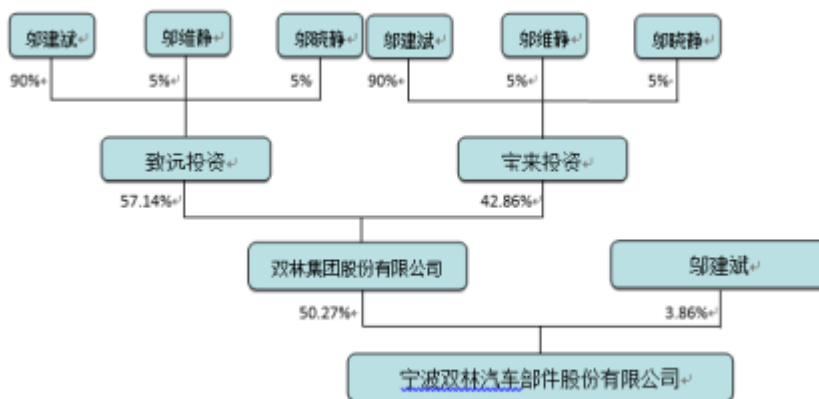 邬建斌
邬维静
邬晓静
邬建斌
邬维静
邬晓静
90%
5%
5%
90%
5%
5%
致远投资
宝来投资
57.14%
42.86%
双林集团股份有限公司
邬建斌
50.27%
3.86%
宁波双林汽车部件股份有限公司